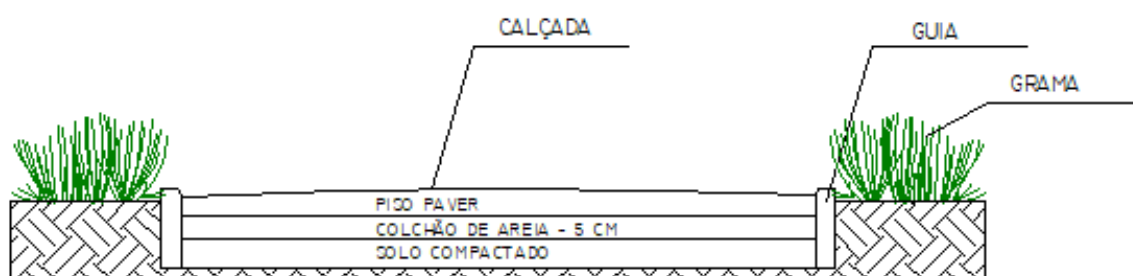 CALÇADA
GUIA
GRAMA
PISO PAVER
COLCHÃO DE AREIA - 5 CM
SOLO COMPACTADO